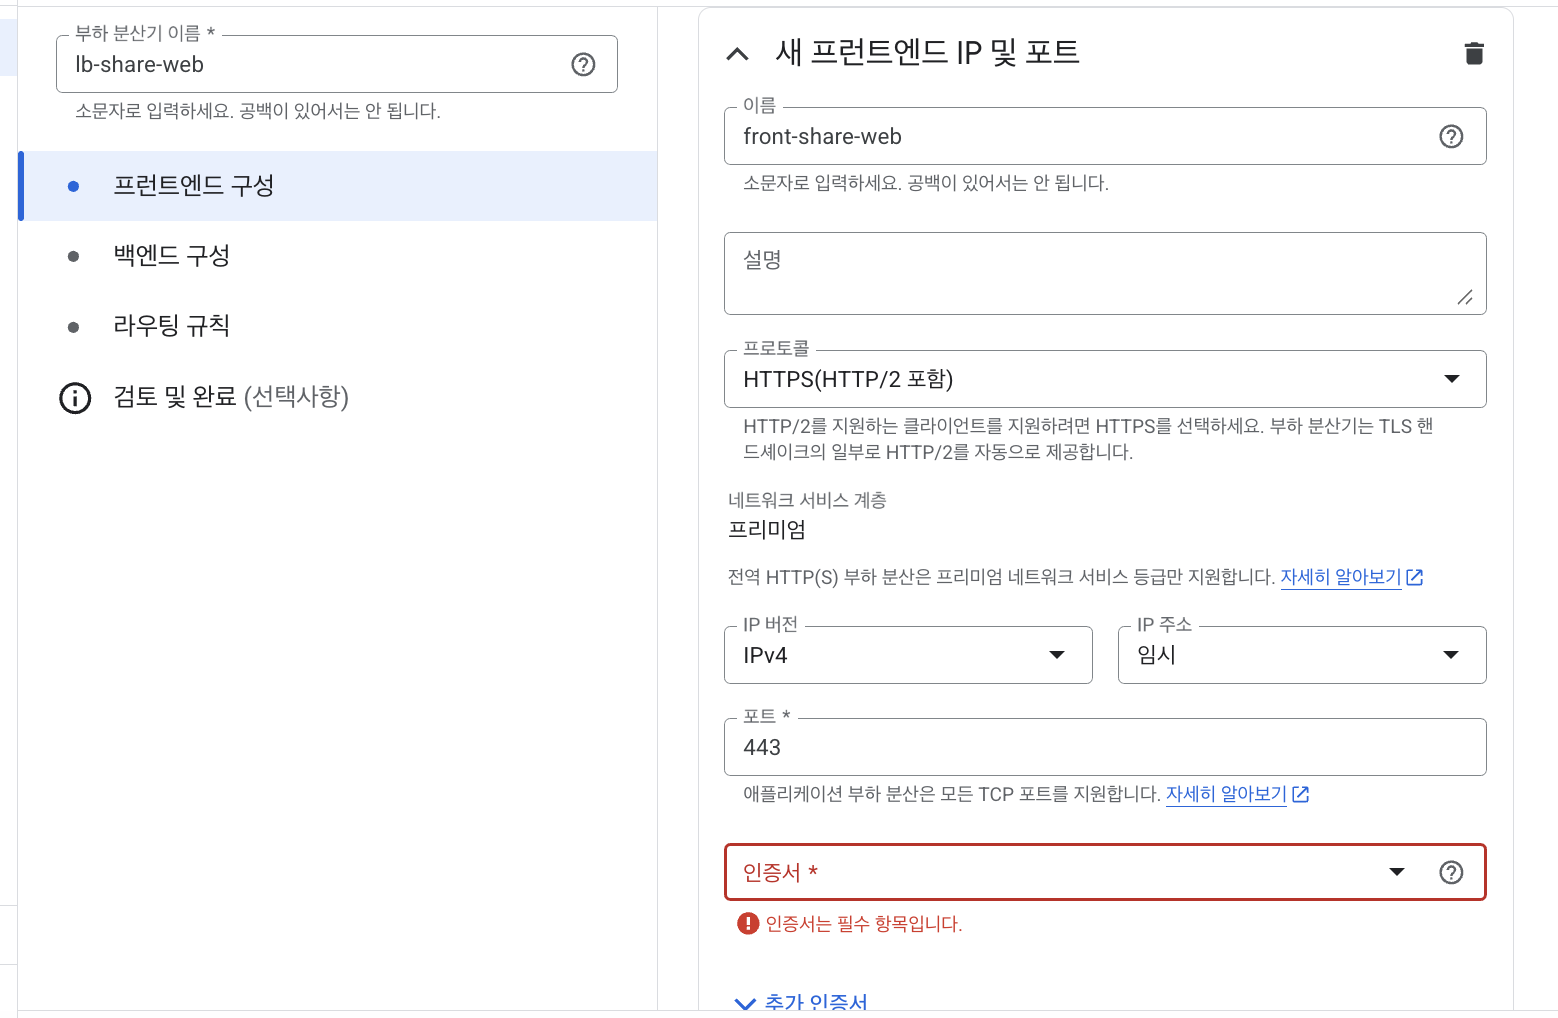 부하 분산기 이름 *
lb-share-web
소문자로 입력하세요. 공백이 있어서는 안 됩니다.
프런트엔드 구성
백엔드 구성
라우팅 규칙
검토 및 완료 (선택사항)
새 프런트엔드 IP 및 포트
이름
front-share-web
소문자로 입력하세요. 공백이 있어서는 안 됩니다.
설명
프로토콜
HTTPS(HTTP/2 포함)
HTTP/2를 지원하는 클라이언트를 지원하려면 HTTPS를 선택하세요. 부하 분산기는 TLS 핸
드셰이크의 일부로 HTTP/2를 자동으로 제공합니다.
네트워크 서비스 계층
프리미엄
전역 HTTP(S) 부하 분산은 프리미엄 네트워크 서비스 등급만 지원합니다. 자세히 알아보기
IP 버전
IPv4
IP 주소
임시
포트 *
443
애플리케이션 부하 분산은 모든 TCP 포트를 지원합니다. 자세히 알아보기
인증서 *
인증서는 필수 항목입니다.
추가 인증서